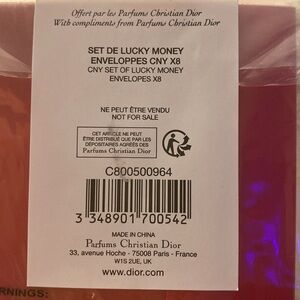 Offert par les Parfums Christian Dior
With compliments from Parfums Christian Dior
SET DE LUCKY MONEY
ENVELOPPES CNY X8
CNY SET OF LUCKY MONEY
ENVELOPES X8
NE PEUT ÊTRE VENDU
NOT FOR SALE
CET ARTICLE NE PEUT
ÊTRE DISTRIBUÉ QUE PAR LES
DÉPOSITAIRES AGRÉÉS DES
Parfums Christian Dior
C800500964
3 348901 700542
MADE IN CHINA
Parfums Christian Dior
33, avenue Hoche - 75008 Paris - France
W1S 2UE, UK
www.dior.com
RNINGS: